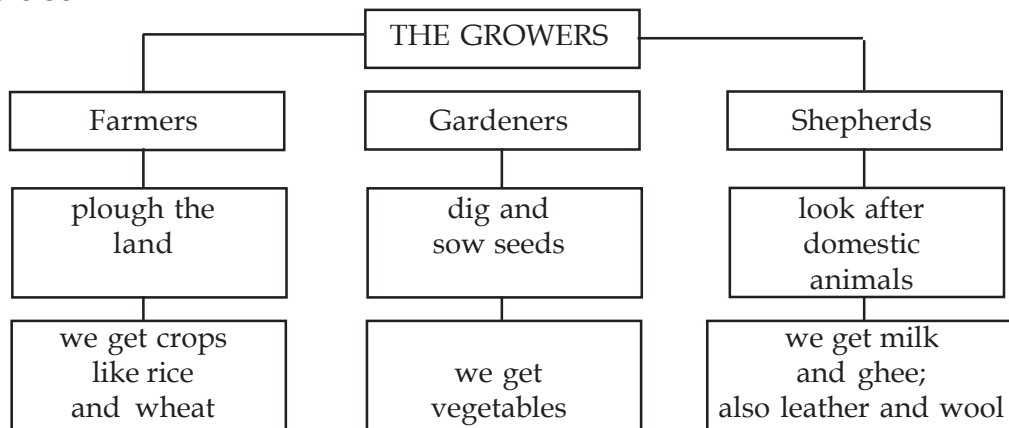 THE GROWERS
Farmers
Gardeners
Shepherds
plough the
land
dig and
sow seeds
look after
domestic
animals
we get crops
like rice
and wheat
we get
vegetables
we get milk
and ghee;
also leather and wool